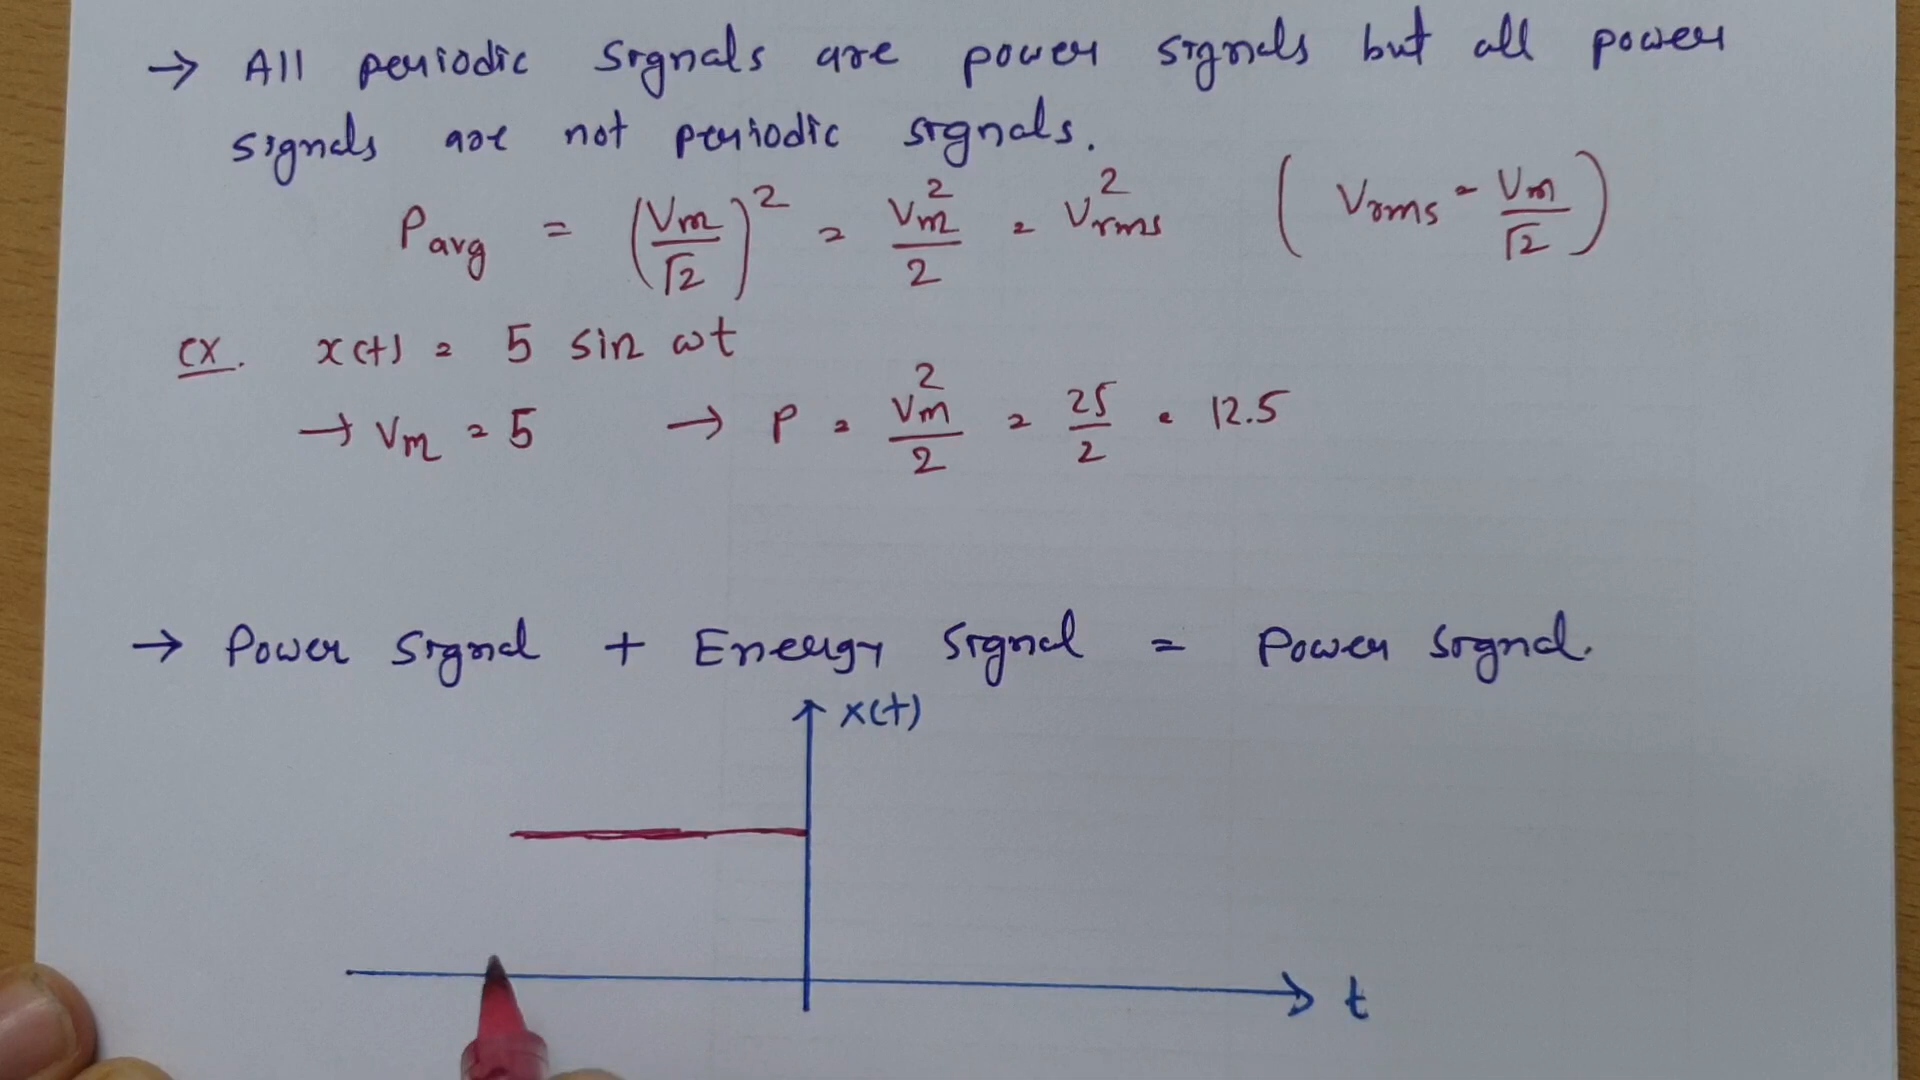 → All periodic signals are power signals but all power
signals are not periodic signals.
Pavg = (Vm/√2)² = Vm²/2 = Vrms² (Vrms = Vm/√2)
ex. x(t) = 5 sin ωt
→ Vm = 5 → P = Vm²/2 = 25/2 = 12.5
→ Power Signal + Energy Signal = Power Signal.
x(t)
t